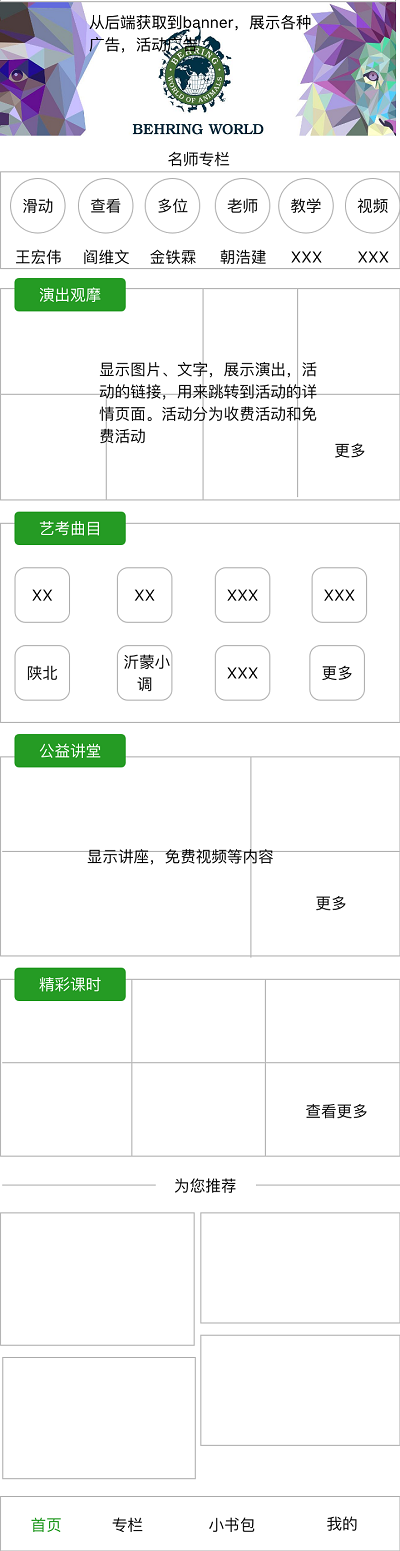 从后端获取到banner，展示各种
广告，活动广告
BEHRING
WORLD OF ANIMALS
BEHRING WORLD
名师专栏
滑动 查看 多位 老师 教学 视频
王宏伟 阎维文 金铁霖 朝浩建 XXX XXX
演出观摩
显示图片、文字，展示演出，活
动的链接，用来跳转到活动的详
情页面。活动分为收费活动和免
费活动
更多
艺考曲目
XX XX XXX XXX
陕北 沂蒙小
调 XXX 更多
公益讲堂
显示讲座，免费视频等内容
更多
精彩课时
查看更多
为您推荐
首页 专栏 小书包 我的